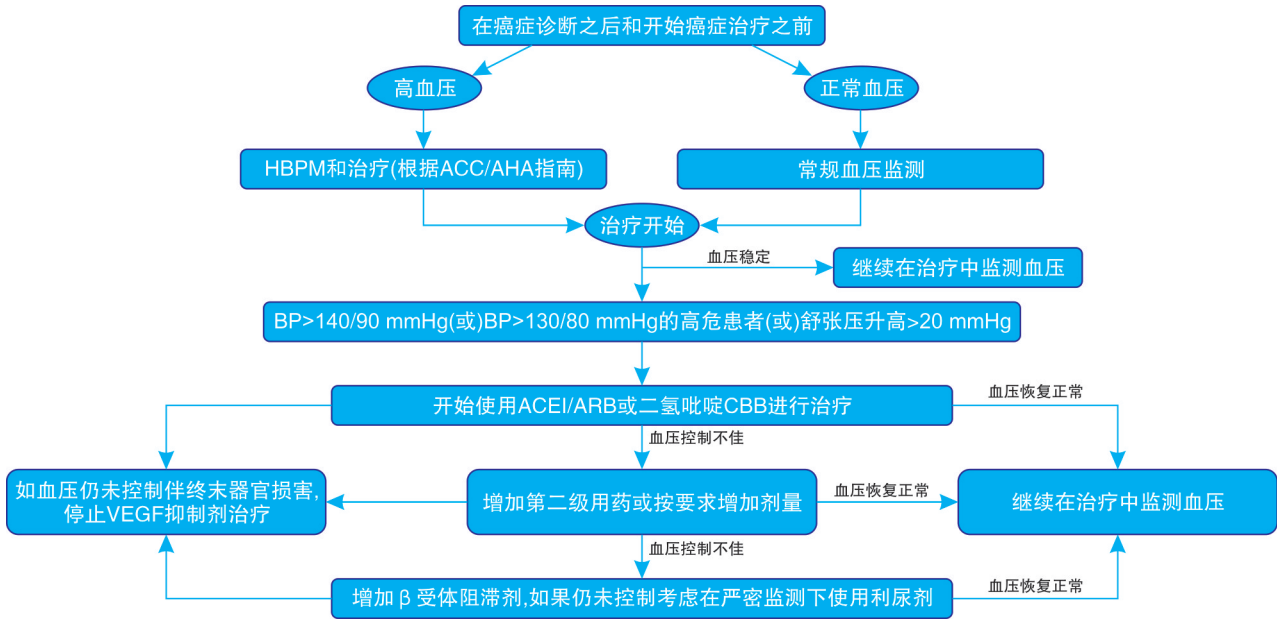 在癌症诊断之后和开始癌症治疗之前
高血压
正常血压
HBPM和治疗(根据ACC/AHA指南)
常规血压监测
治疗开始
血压稳定
继续在治疗中监测血压
BP>140/90 mmHg(或)BP>130/80 mmHg的高危患者(或)舒张压升高>20 mmHg
开始使用ACEI/ARB或二氢吡啶CBB进行治疗
血压恢复正常
血压控制不佳
如血压仍未控制伴终末器官损害,
停止VEGF抑制剂治疗
增加第二级用药或按要求增加剂量
血压恢复正常
继续在治疗中监测血压
血压控制不佳
增加β受体阻滞剂,如果仍未控制考虑在严密监测下使用利尿剂
血压恢复正常